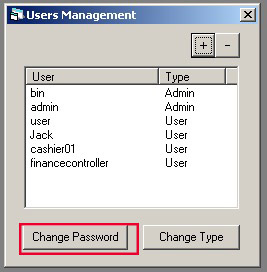 Users Management
+ -
User Type
bin Admin
admin Admin
user User
Jack User
cashier01 User
financecontroller User
Change Password Change Type